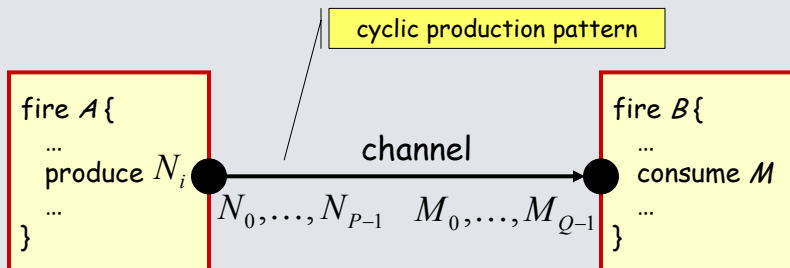 cyclic production pattern
fire A {
…
produce N_i
…
}
channel
N_0,…,N_{P-1} M_0,…,M_{Q-1}
fire B {
…
consume M
…
}